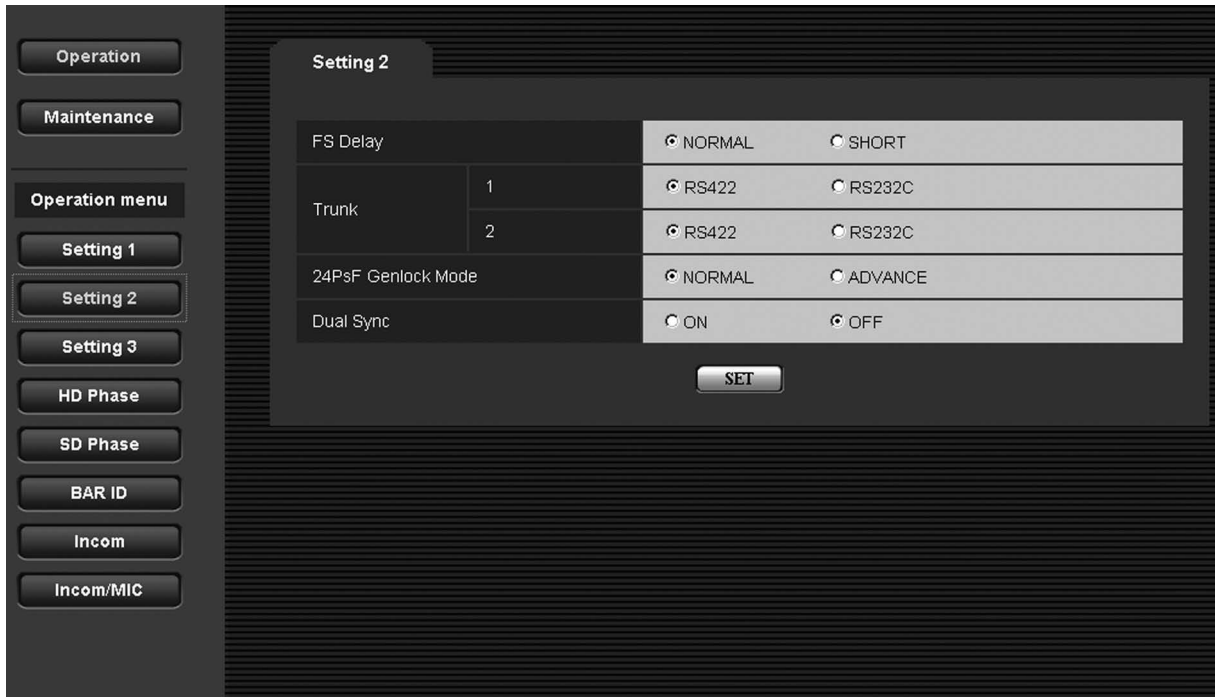 Operation
Maintenance
Operation menu
Setting 1
Setting 2
Setting 3
HD Phase
SD Phase
BAR ID
Incom
Incom/MIC
Setting 2
FS Delay NORMAL SHORT
Trunk
1 RS422 RS232C
2 RS422 RS232C
24PsF Genlock Mode NORMAL ADVANCE
Dual Sync ON OFF
SET